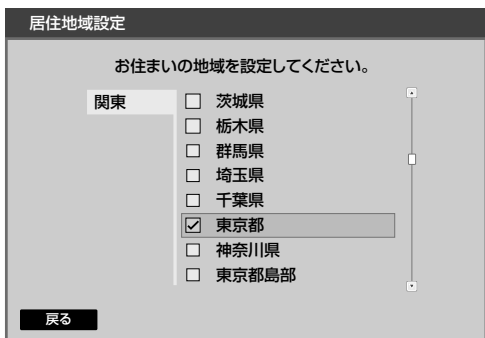 居住地域設定
お住まいの地域を設定してください。
関東
茨城県
栃木県
群馬県
埼玉県
千葉県
東京都
神奈川県
東京都島部
戻る